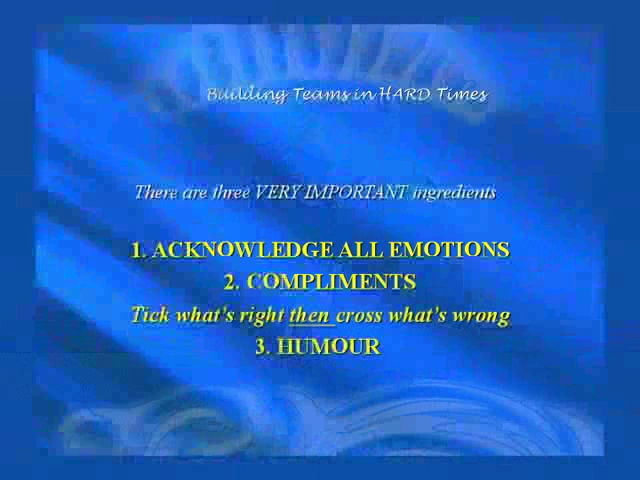 Building Teams in HARD Times
There are three VERY IMPORTANT ingredients
1. ACKNOWLEDGE ALL EMOTIONS
2. COMPLIMENTS
Tick what's right then cross what's wrong
3. HUMOUR